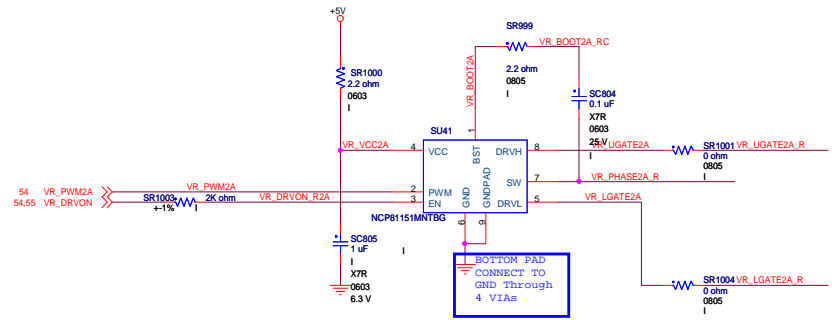 +5V
SR999
VR_BOOT2A_RC
2.2 ohm
0805
I
VR_BOOT2A
SR1000
2.2 ohm
0603
I
SC804
0.1 uF
X7R
0603
25 V
I
SU41
VR_VCC2A
4
VCC
BST
1
DRVH
8
VR_UGATE2A
SR1001
VR_UGATE2A_R
0 ohm
0805
I
SW
7
VR_PHASE2A_R
54
VR_PWM2A
VR_PWM2A
2
PWM
54,55
VR_DRVON
SR1003
2K ohm
+-1%
I
VR_DRVON_R2A
3
EN
GND
GNDPAD
DRVL
5
VR_LGATE2A
6
9
NCP81151MNTBG
SC805
1 uF
I
X7R
0603
6.3 V
I
BOTTOM PAD
CONNECT TO
GND Through
4 VIAs
SR1004
VR_LGATE2A_R
0 ohm
0805
I